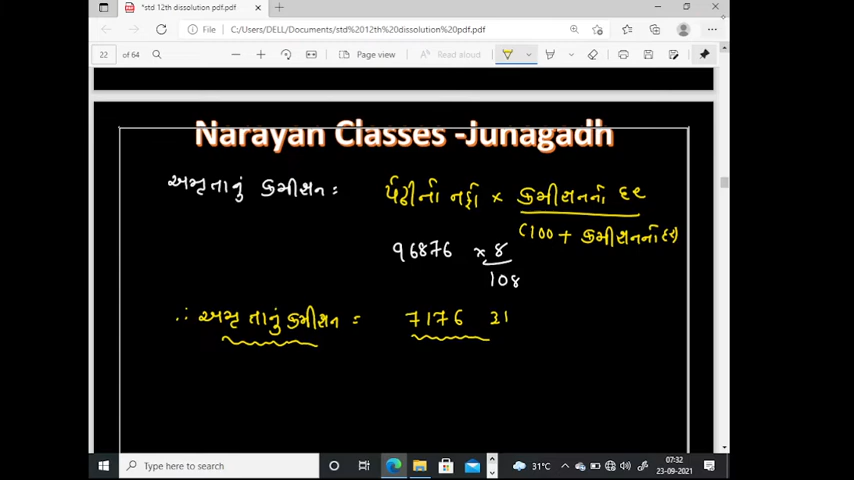 *std 12th dissolution pdf.pdf
File C:/Users/DELL/Documents/std%2012th%20dissolution%20pdf.pdf
22 of 64 Page view Read aloud
Narayan Classes -Junagadh
અમૃતાનું કમીશન = પેઢીનો નફો × કમીશનનો દર
(100 + કમીશનનો દર)
96876 × 8
108
∴ અમૃતાનું કમીશન = 7176 રૂા
Type here to search 31°C 07:32
23-09-2021